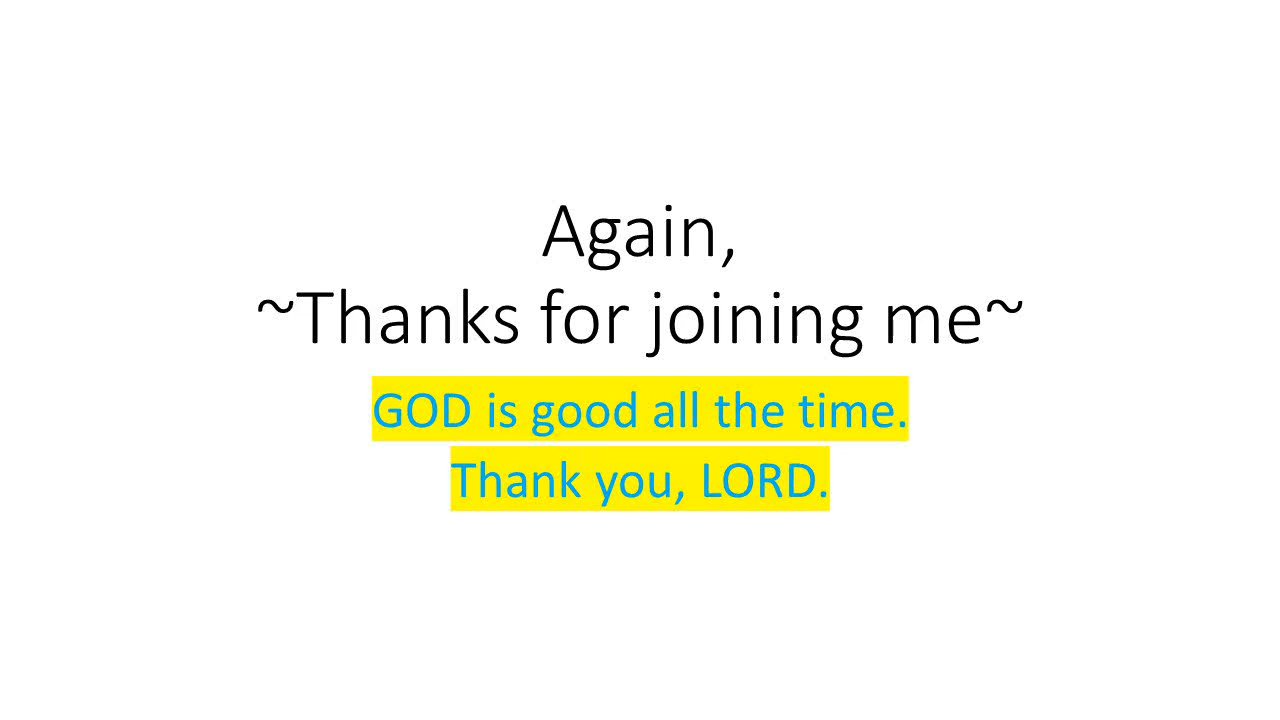 Again,
~Thanks for joining me~
GOD is good all the time.
Thank you, LORD.